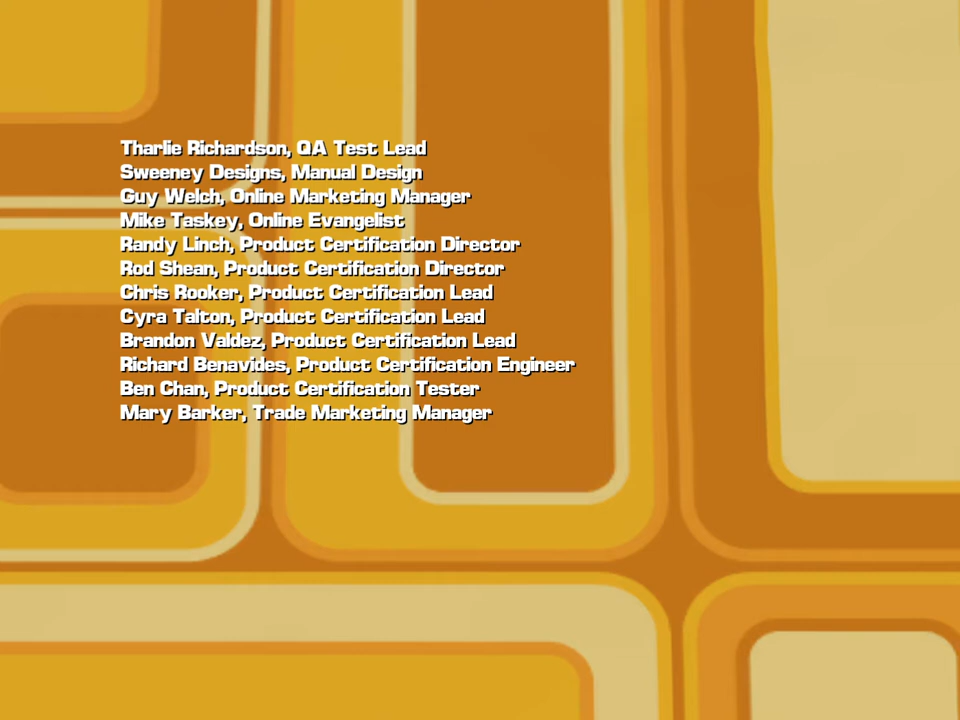 Tharlie Richardson, QA Test Lead
Sweeney Designs, Manual Design
Guy Welch, Online Marketing Manager
Mike Taskey, Online Evangelist
Randy Linch, Product Certification Director
Rod Shean, Product Certification Director
Chris Rooker, Product Certification Lead
Cyra Talton, Product Certification Lead
Brandon Valdez, Product Certification Lead
Richard Benavides, Product Certification Engineer
Ben Chan, Product Certification Tester
Mary Barker, Trade Marketing Manager